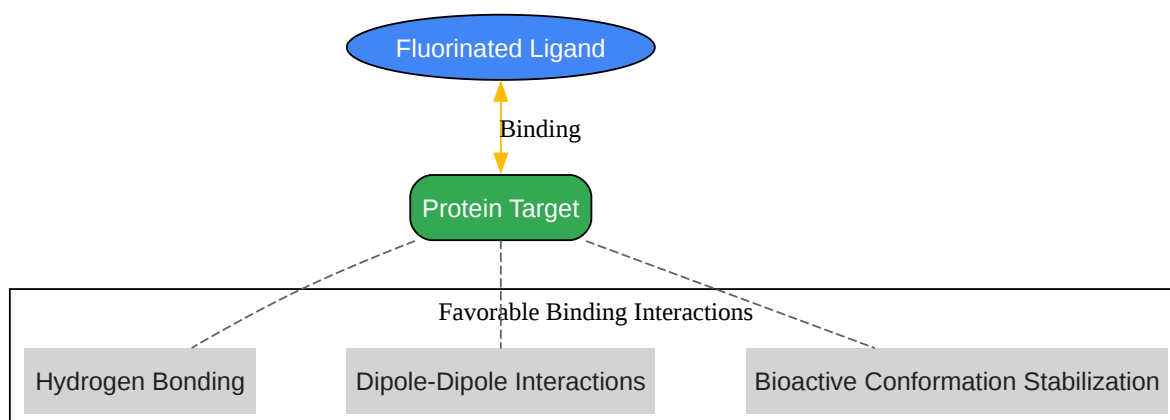 Fluorinated Ligand
Binding
Protein Target
Favorable Binding Interactions
Hydrogen Bonding
Dipole-Dipole Interactions
Bioactive Conformation Stabilization